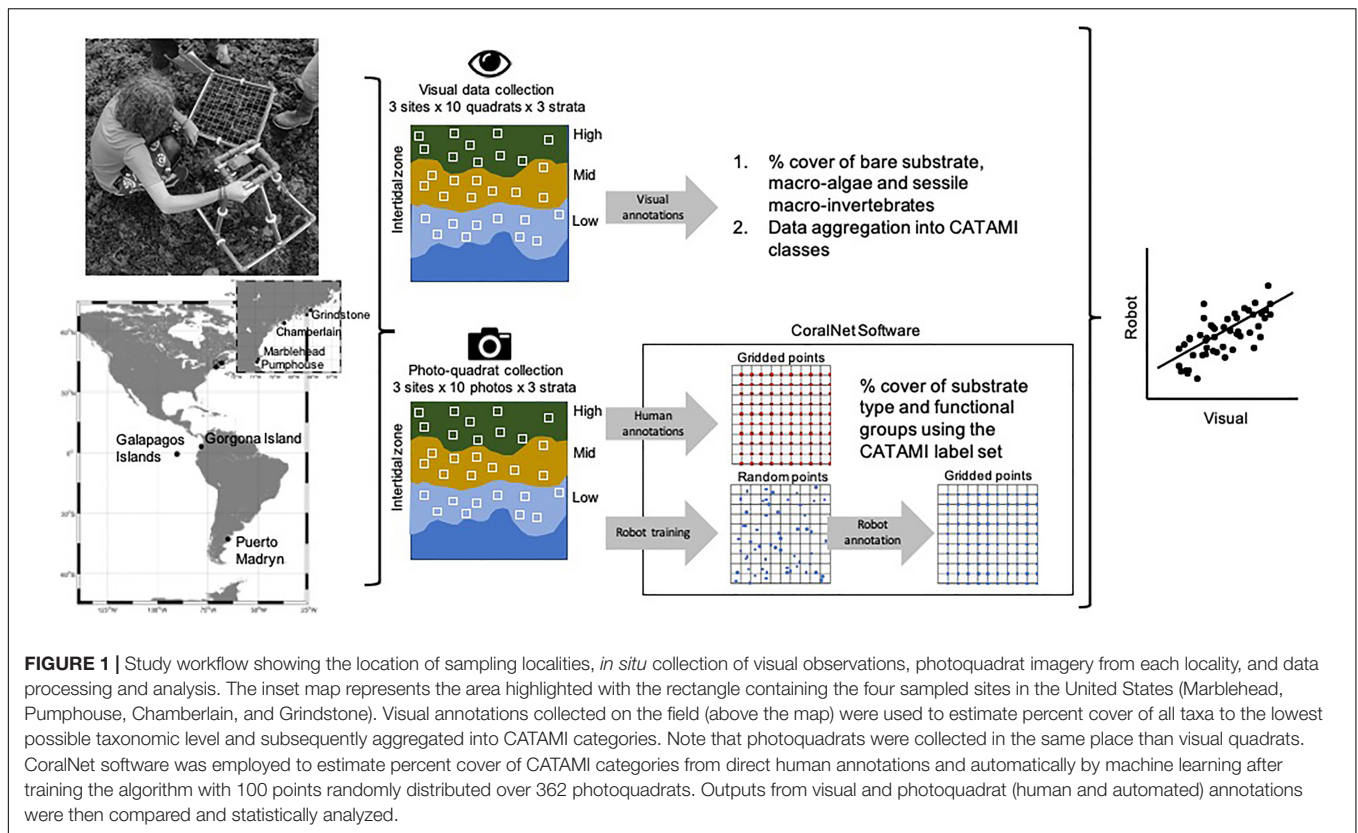 Visual data collection
3 sites x 10 quadrats x 3 strata
Intertidal zone
High
Mid
Low
Visual
annotations
1. % cover of bare substrate,
macro-algae and sessile
macro-invertebrates
2. Data aggregation into CATAMI
classes
Grindstone
Chamberlain
Marblehead
Pumphouse
Galapagos
Islands
Gorgona Island
Puerto
Madryn
0°
30°S
60°S
75°W
50°W
25°W
Photo-quadrat collection
3 sites x 10 photos x 3 strata
Intertidal zone
High
Mid
Low
Human
annotations
Robot training
CoralNet Software
Gridded points
% cover of substrate
type and functional
groups using the
CATAMI label set
Random points
Robot
annotation
Gridded points
Robot
Visual
FIGURE 1 | Study workflow showing the location of sampling localities, in situ collection of visual observations, photoquadrat imagery from each locality, and data
processing and analysis. The inset map represents the area highlighted with the rectangle containing the four sampled sites in the United States (Marblehead,
Pumphouse, Chamberlain, and Grindstone). Visual annotations collected on the field (above the map) were used to estimate percent cover of all taxa to the lowest
possible taxonomic level and subsequently aggregated into CATAMI categories. Note that photoquadrats were collected in the same place than visual quadrats.
CoralNet software was employed to estimate percent cover of CATAMI categories from direct human annotations and automatically by machine learning after
training the algorithm with 100 points randomly distributed over 362 photoquadrats. Outputs from visual and photoquadrat (human and automated) annotations
were then compared and statistically analyzed.